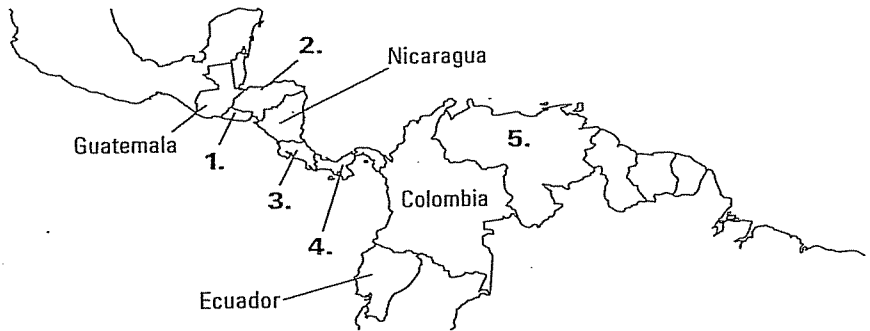 2.
Nicaragua
5.
Guatemala
1.
3.
Colombia
4.
Ecuador